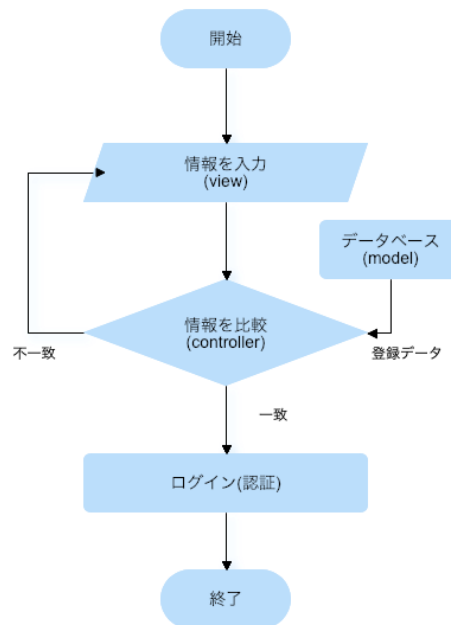 開始
情報を入力
(view)
データベース
(model)
情報を比較
(controller)
不一致
登録データ
一致
ログイン(認証)
終了